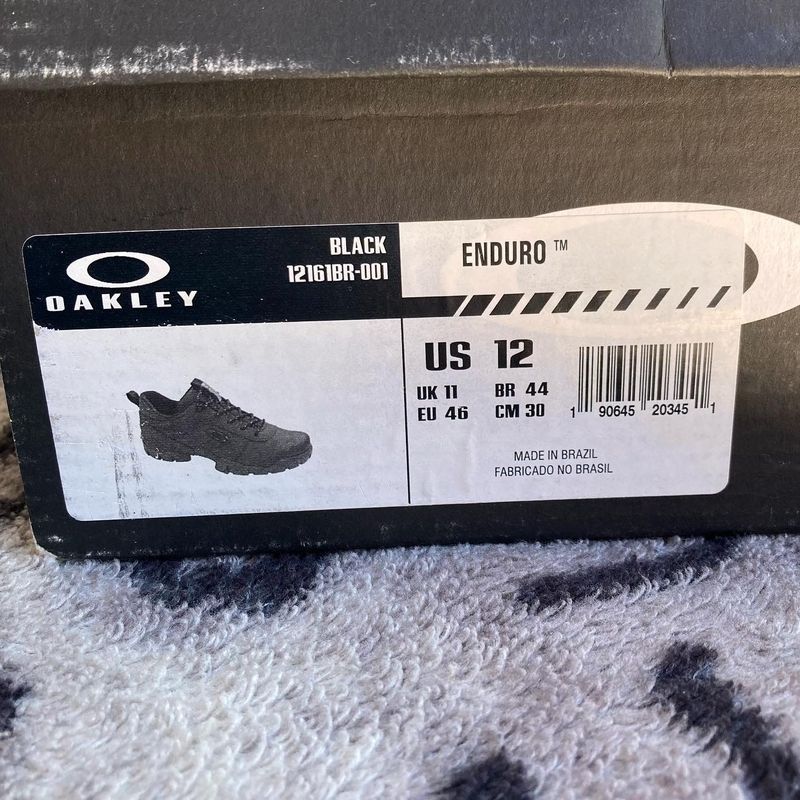 OAKLEY
BLACK
12161BR-001
ENDURO ™
US 12
UK 11 BR 44
EU 46 CM 30
1 90645 20345 1
MADE IN BRAZIL
FABRICADO NO BRASIL